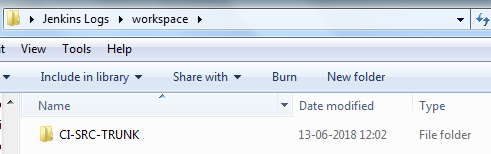 Jenkins Logs workspace
View Tools Help
Include in library Share with Burn New folder
Name Date modified Type
CI-SRC-TRUNK 13-06-2018 12:02 File folder